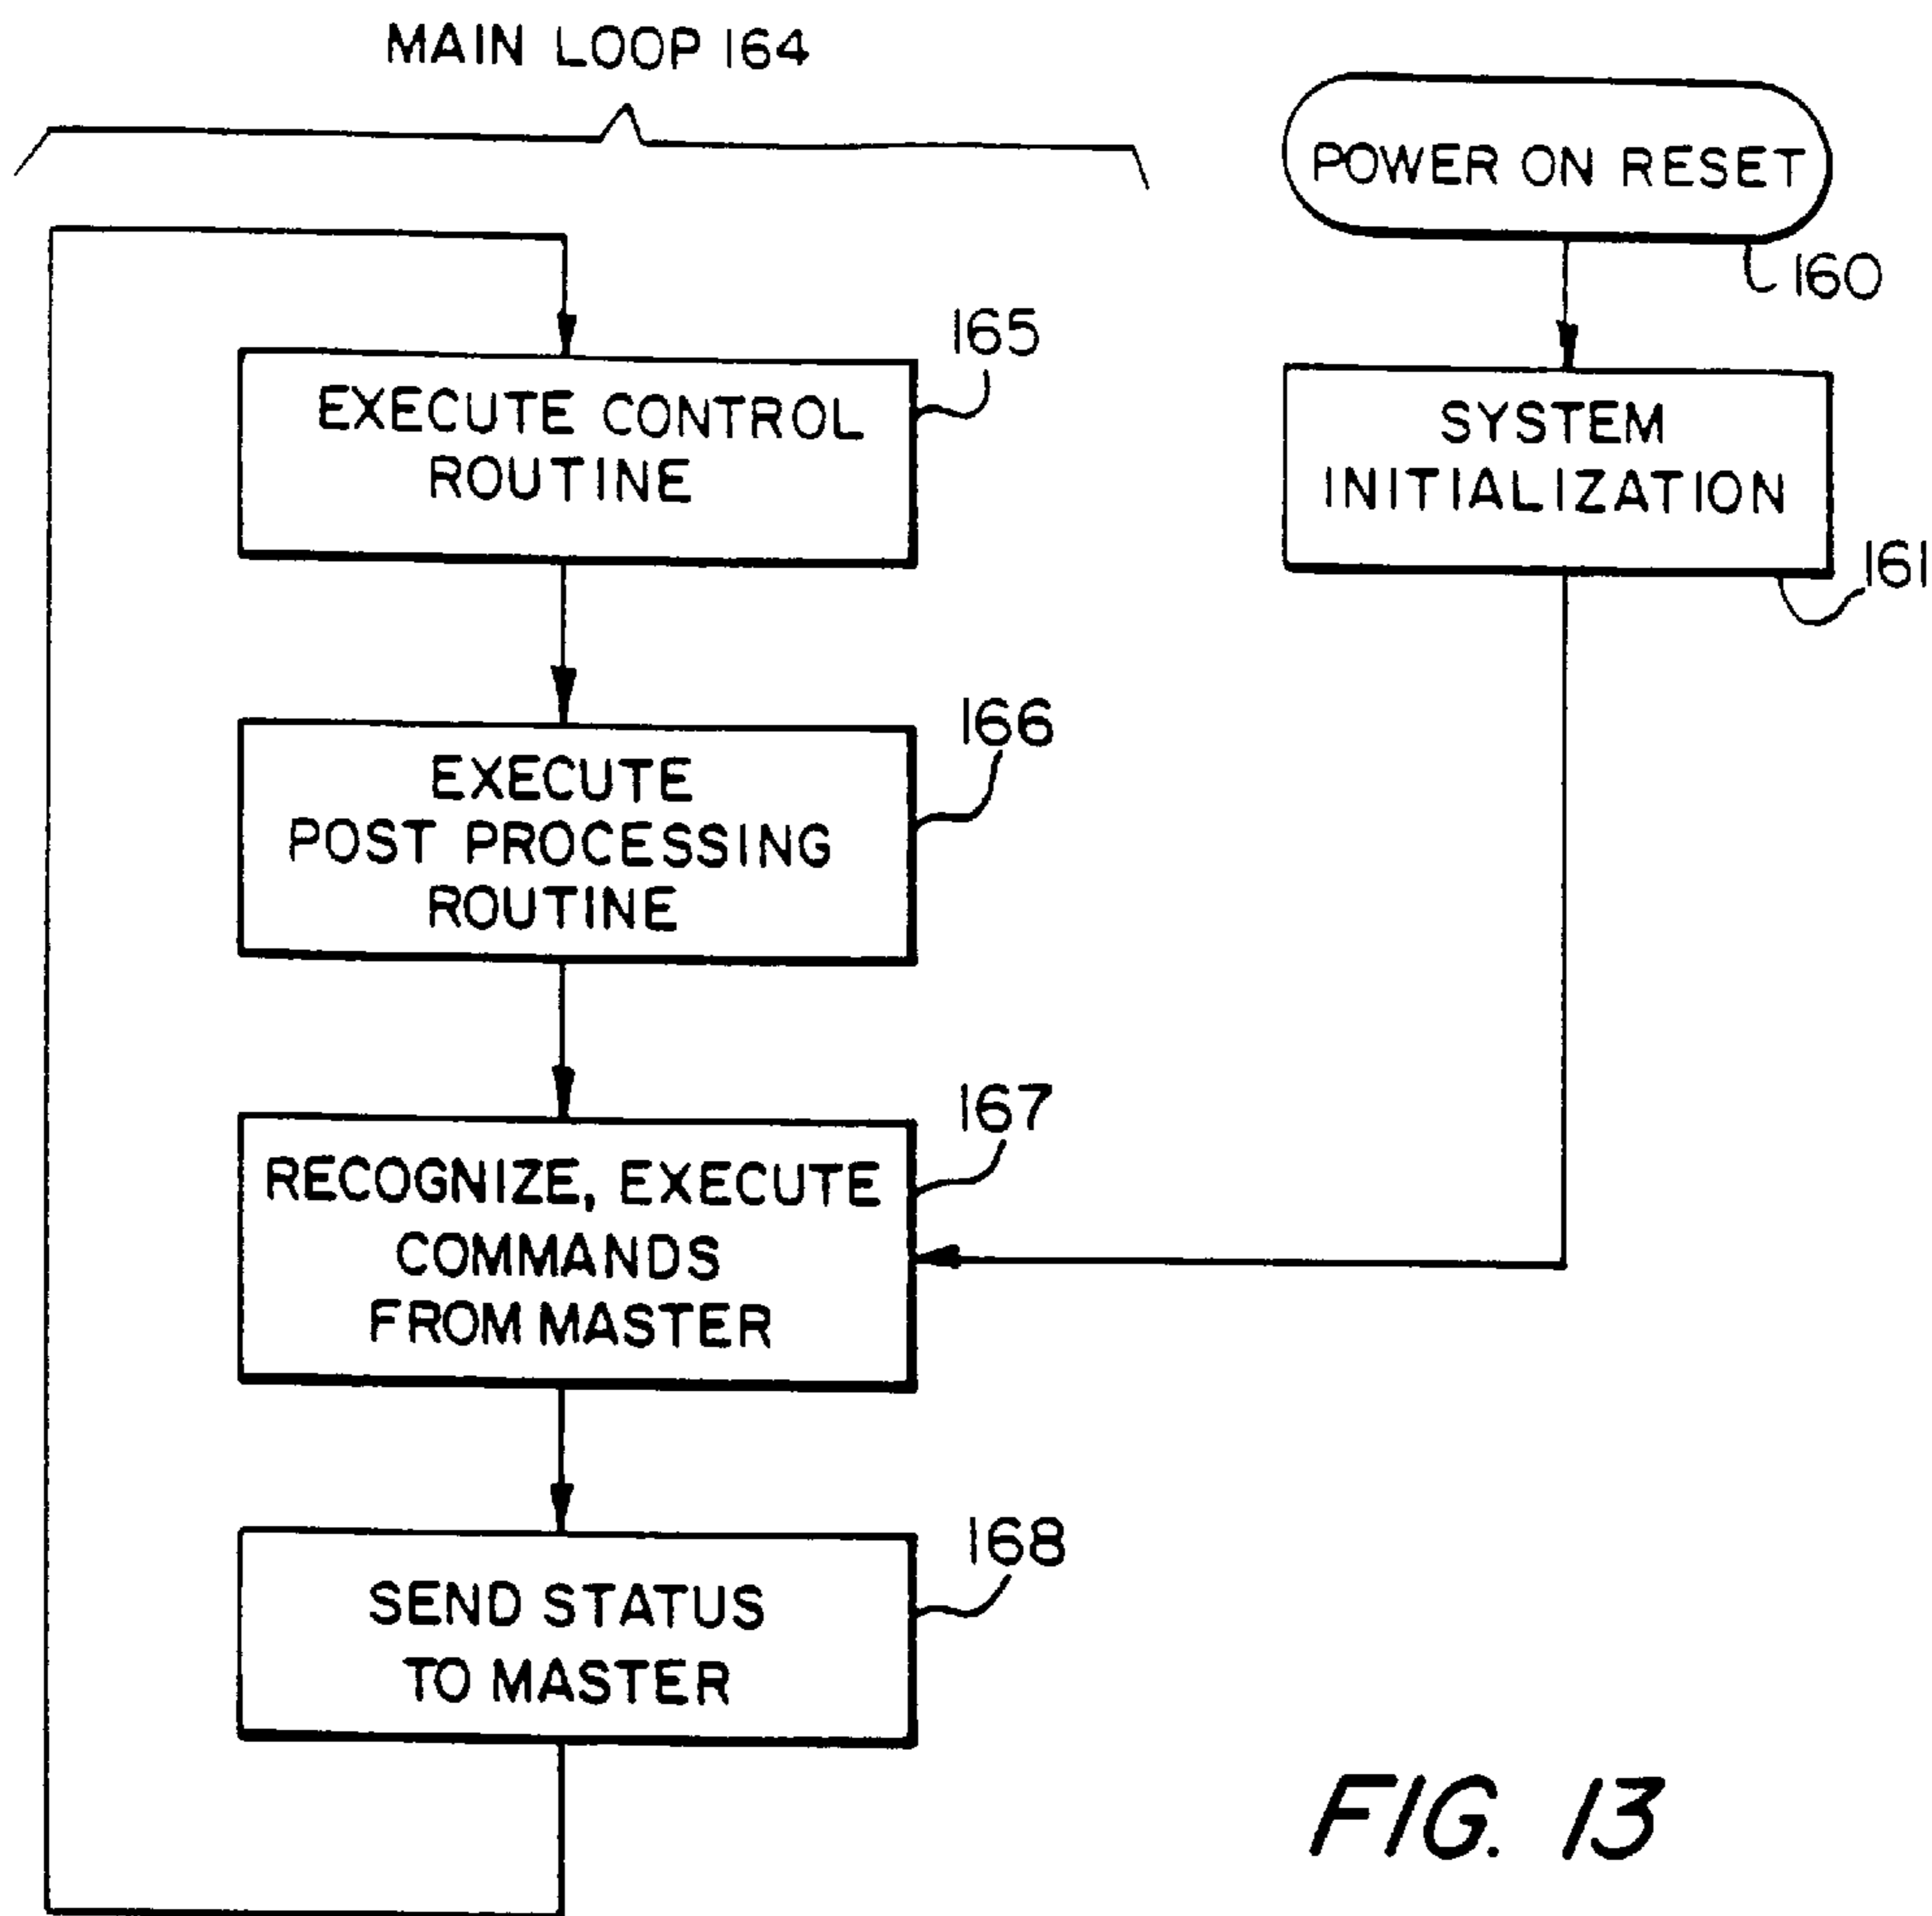 MAIN LOOP 164
POWER ON RESET
160
165
EXECUTE CONTROL
ROUTINE
SYSTEM
INITIALIZATION
161
166
EXECUTE
POST PROCESSING
ROUTINE
167
RECOGNIZE, EXECUTE
COMMANDS
FROM MASTER
168
SEND STATUS
TO MASTER
FIG. 13